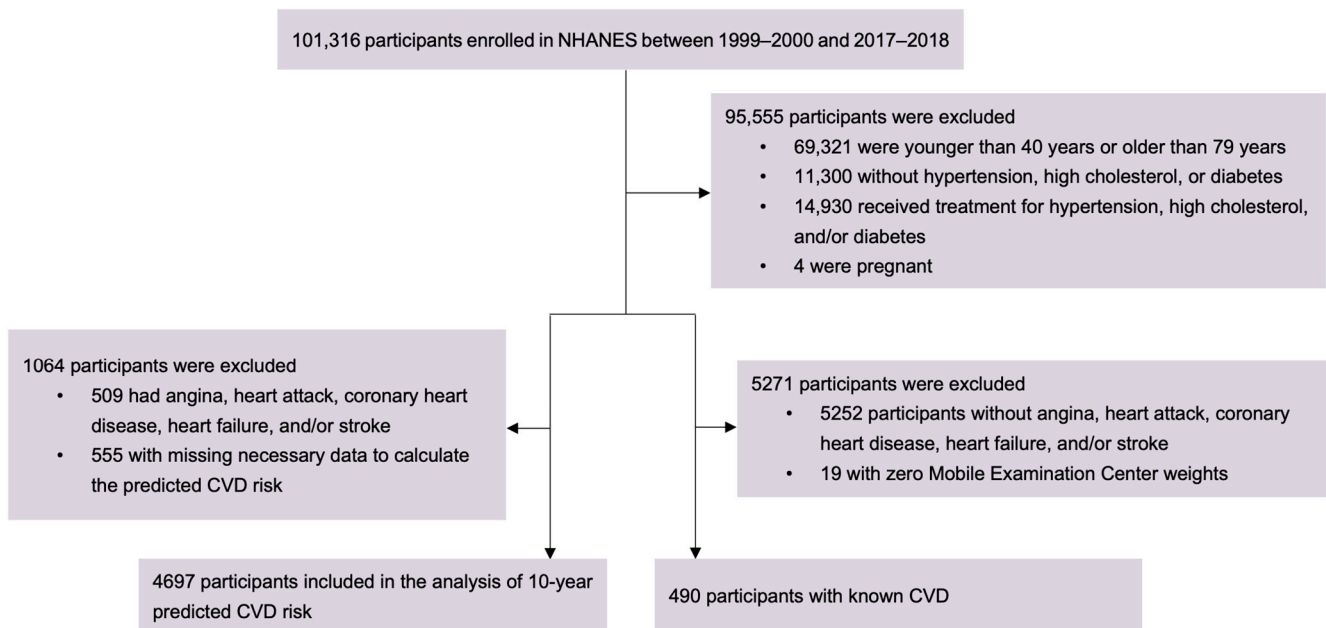 101,316 participants enrolled in NHANES between 1999–2000 and 2017–2018
95,555 participants were excluded
• 69,321 were younger than 40 years or older than 79 years
• 11,300 without hypertension, high cholesterol, or diabetes
• 14,930 received treatment for hypertension, high cholesterol,
and/or diabetes
• 4 were pregnant
1064 participants were excluded
• 509 had angina, heart attack, coronary heart
disease, heart failure, and/or stroke
• 555 with missing necessary data to calculate
the predicted CVD risk
5271 participants were excluded
• 5252 participants without angina, heart attack, coronary
heart disease, heart failure, and/or stroke
• 19 with zero Mobile Examination Center weights
4697 participants included in the analysis of 10-year
predicted CVD risk
490 participants with known CVD